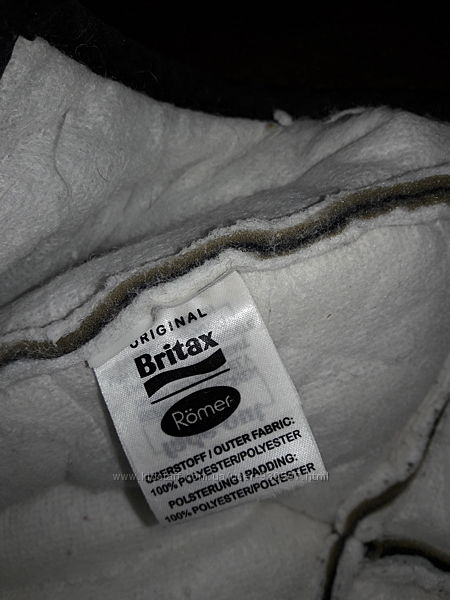 ORIGINAL
Britax
Römer
OBERSTOFF / OUTER FABRIC:
100% POLYESTER/POLYESTER
POLSTERUNG / PADDING:
100% POLYESTER/POLYESTER